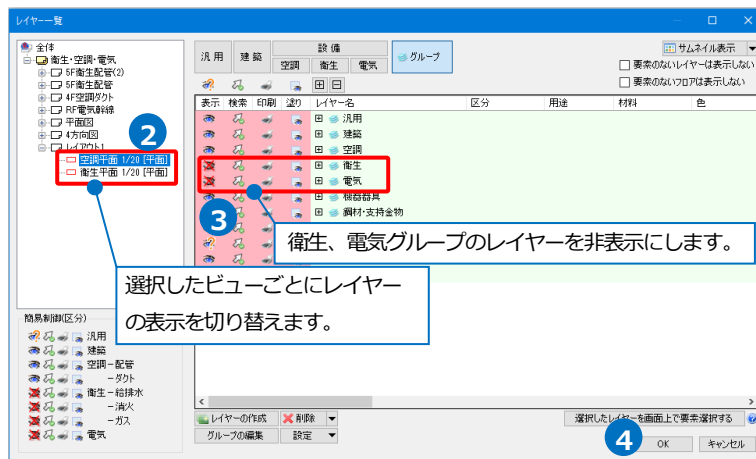 レイヤー一覧
全体
衛生・空調・電気
5F衛生配管(2)
5F衛生配管
4F空調ダクト
RF電気幹線
平面図
4方向図
レイアウト1
空調平面 1/20 [平面]
衛生平面 1/20 [平面]
2
汎用
建築
設備
空調
衛生
電気
グループ
サムネイル表示
要素のないレイヤーは表示しない
要素のないフロアは表示しない
表示 検索 印刷 塗り レイヤー名 区分 用途 材料 色
汎用
建築
空調
衛生
電気
機器器具
鋼材・支持金物
3
衛生、電気グループのレイヤーを非表示にします。
選択したビューごとにレイヤー
の表示を切り替えます。
簡易制御(区分)
汎用
建築
空調－配管
－ダクト
衛生－給排水
－消火
－ガス
電気
レイヤーの作成
削除
グループの編集
設定
選択したレイヤーを画面上で要素選択する
4
OK
キャンセル